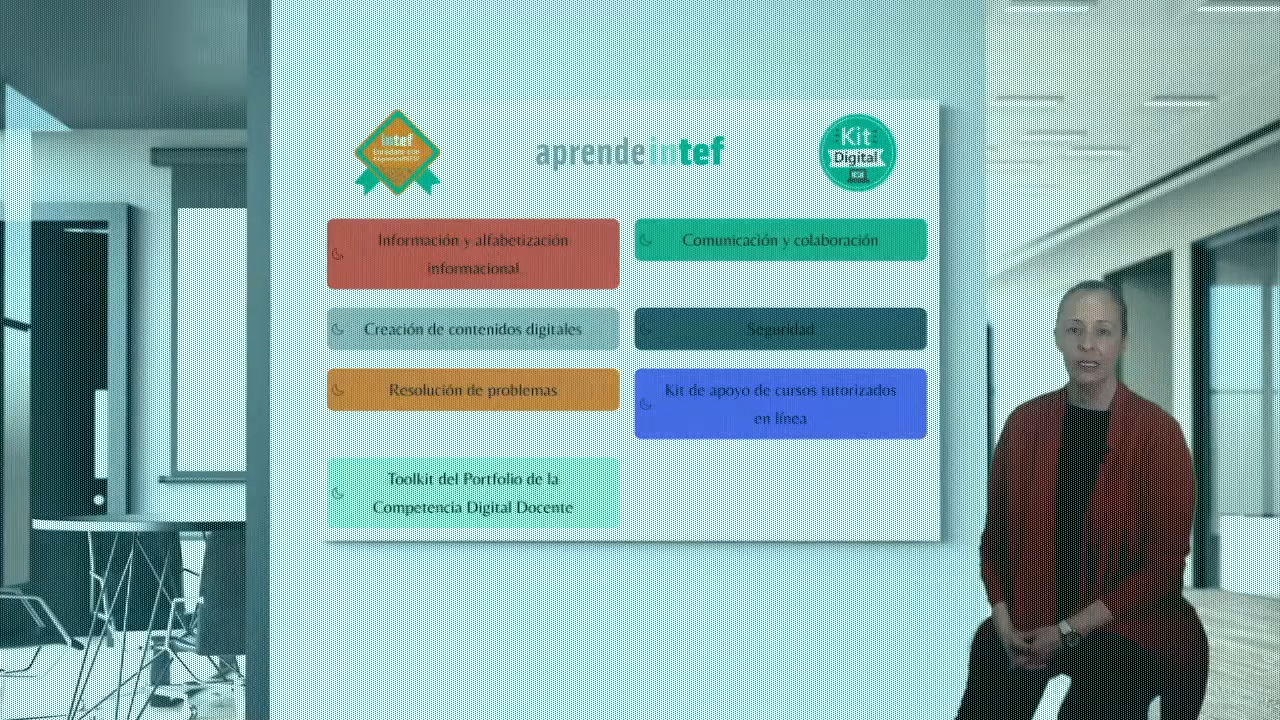 intef
aprendeintef
Kit
Digital
Información y alfabetización
informacional
Comunicación y colaboración
Creación de contenidos digitales
Seguridad
Resolución de problemas
Kit de apoyo de cursos tutorizados
en línea
Toolkit del Portfolio de la
Competencia Digital Docente